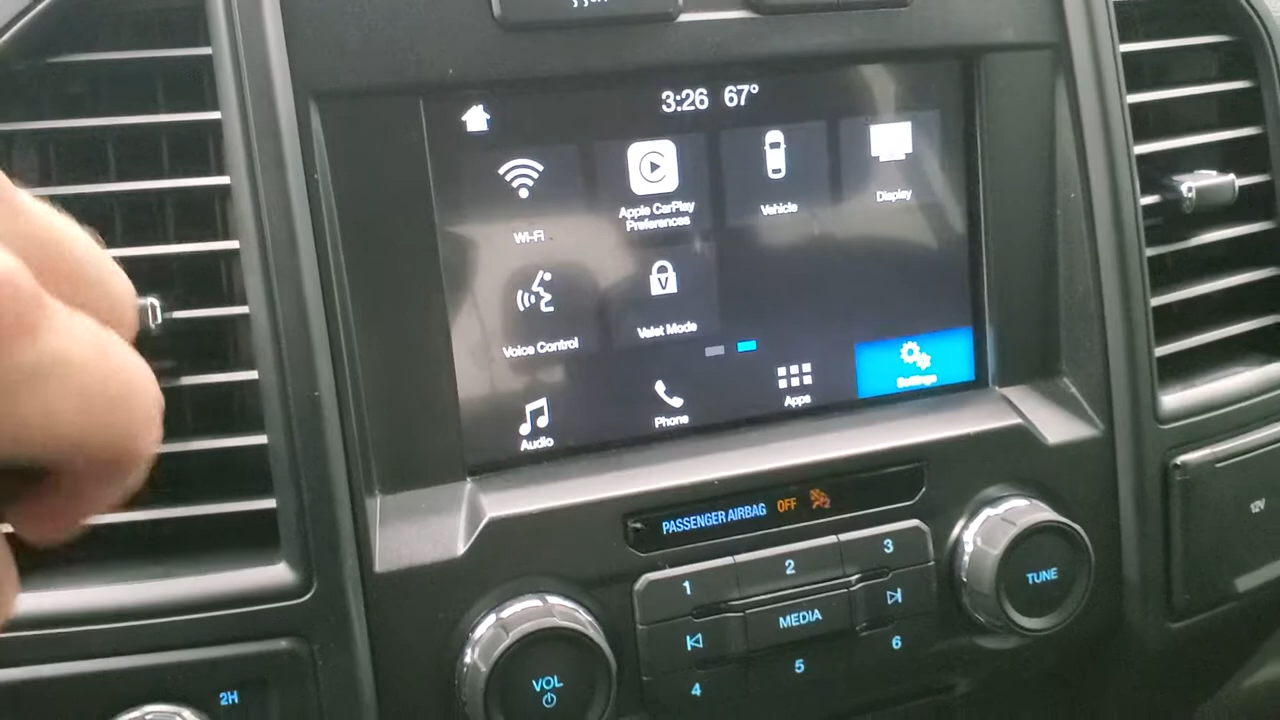 3:26 67°
Wi-Fi
Apple CarPlay
Preferences
Vehicle
Display
Voice Control
V
Valet Mode
Audio
Phone
Apps
Settings
PASSENGER AIRBAG OFF
1 2 3
MEDIA
4 5 6
VOL
TUNE
2H
12V